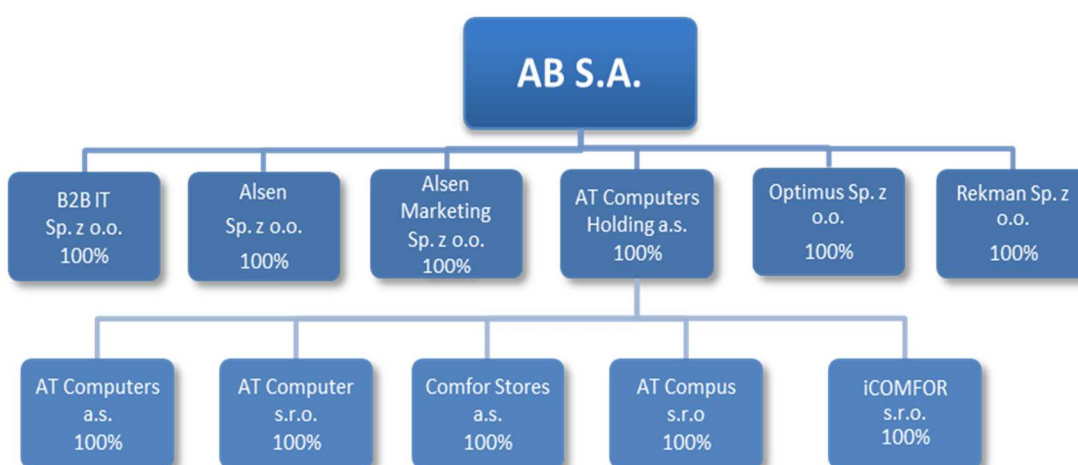 AB S.A.
B2B IT
Sp. z o.o.
100%
Alsen
Sp. z o.o.
100%
Alsen
Marketing
Sp. z o.o.
100%
AT Computers
Holding a.s.
100%
Optimus Sp. z
o.o.
100%
Rekman Sp. z
o.o.
100%
AT Computers
a.s.
100%
AT Computer
s.r.o.
100%
Comfor Stores
a.s.
100%
AT Compus
s.r.o
100%
iCOMFOR
s.r.o.
100%